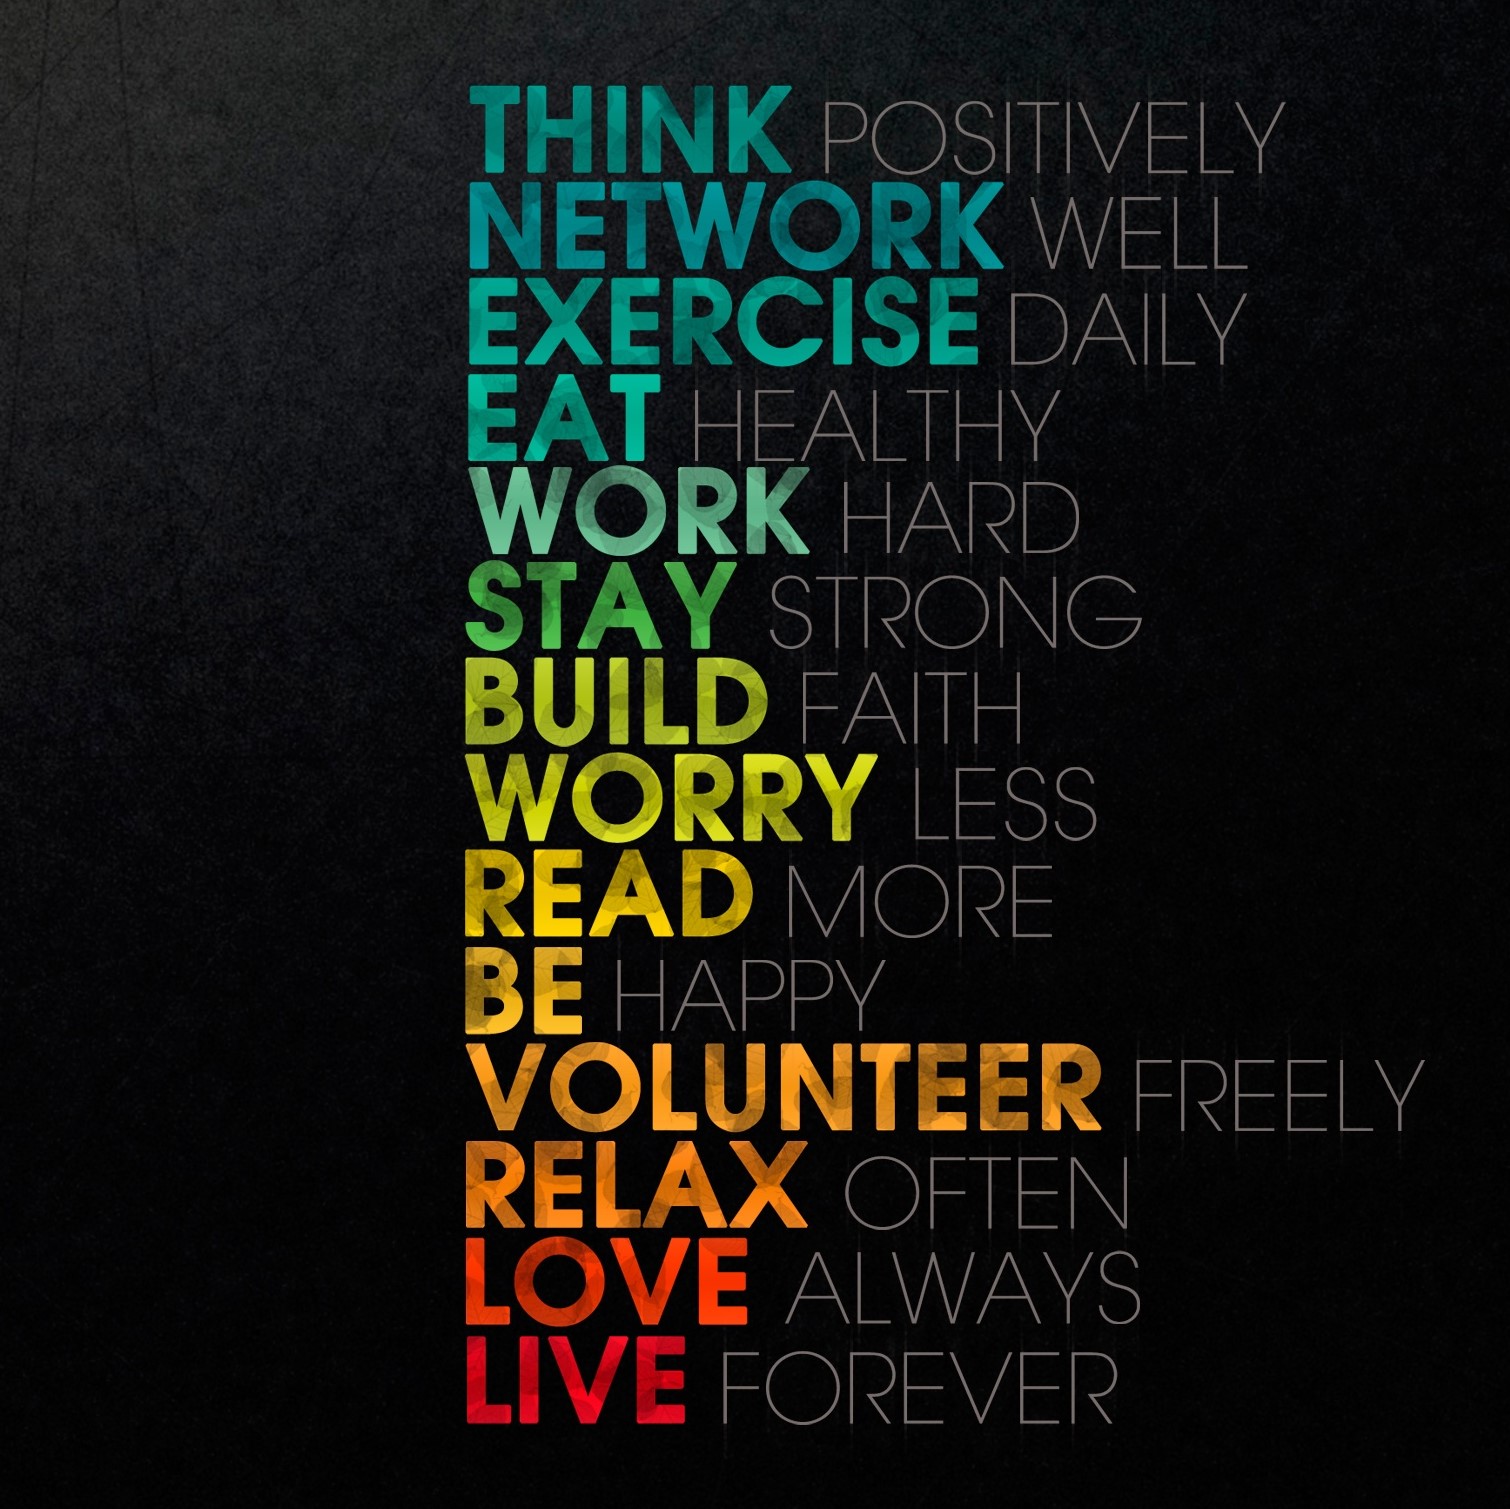 THINK POSITIVELY
NETWORK WELL
EXERCISE DAILY
EAT HEALTHY
WORK HARD
STAY STRONG
BUILD FAITH
WORRY LESS
READ MORE
BE HAPPY
VOLUNTEER FREELY
RELAX OFTEN
LOVE ALWAYS
LIVE FOREVER